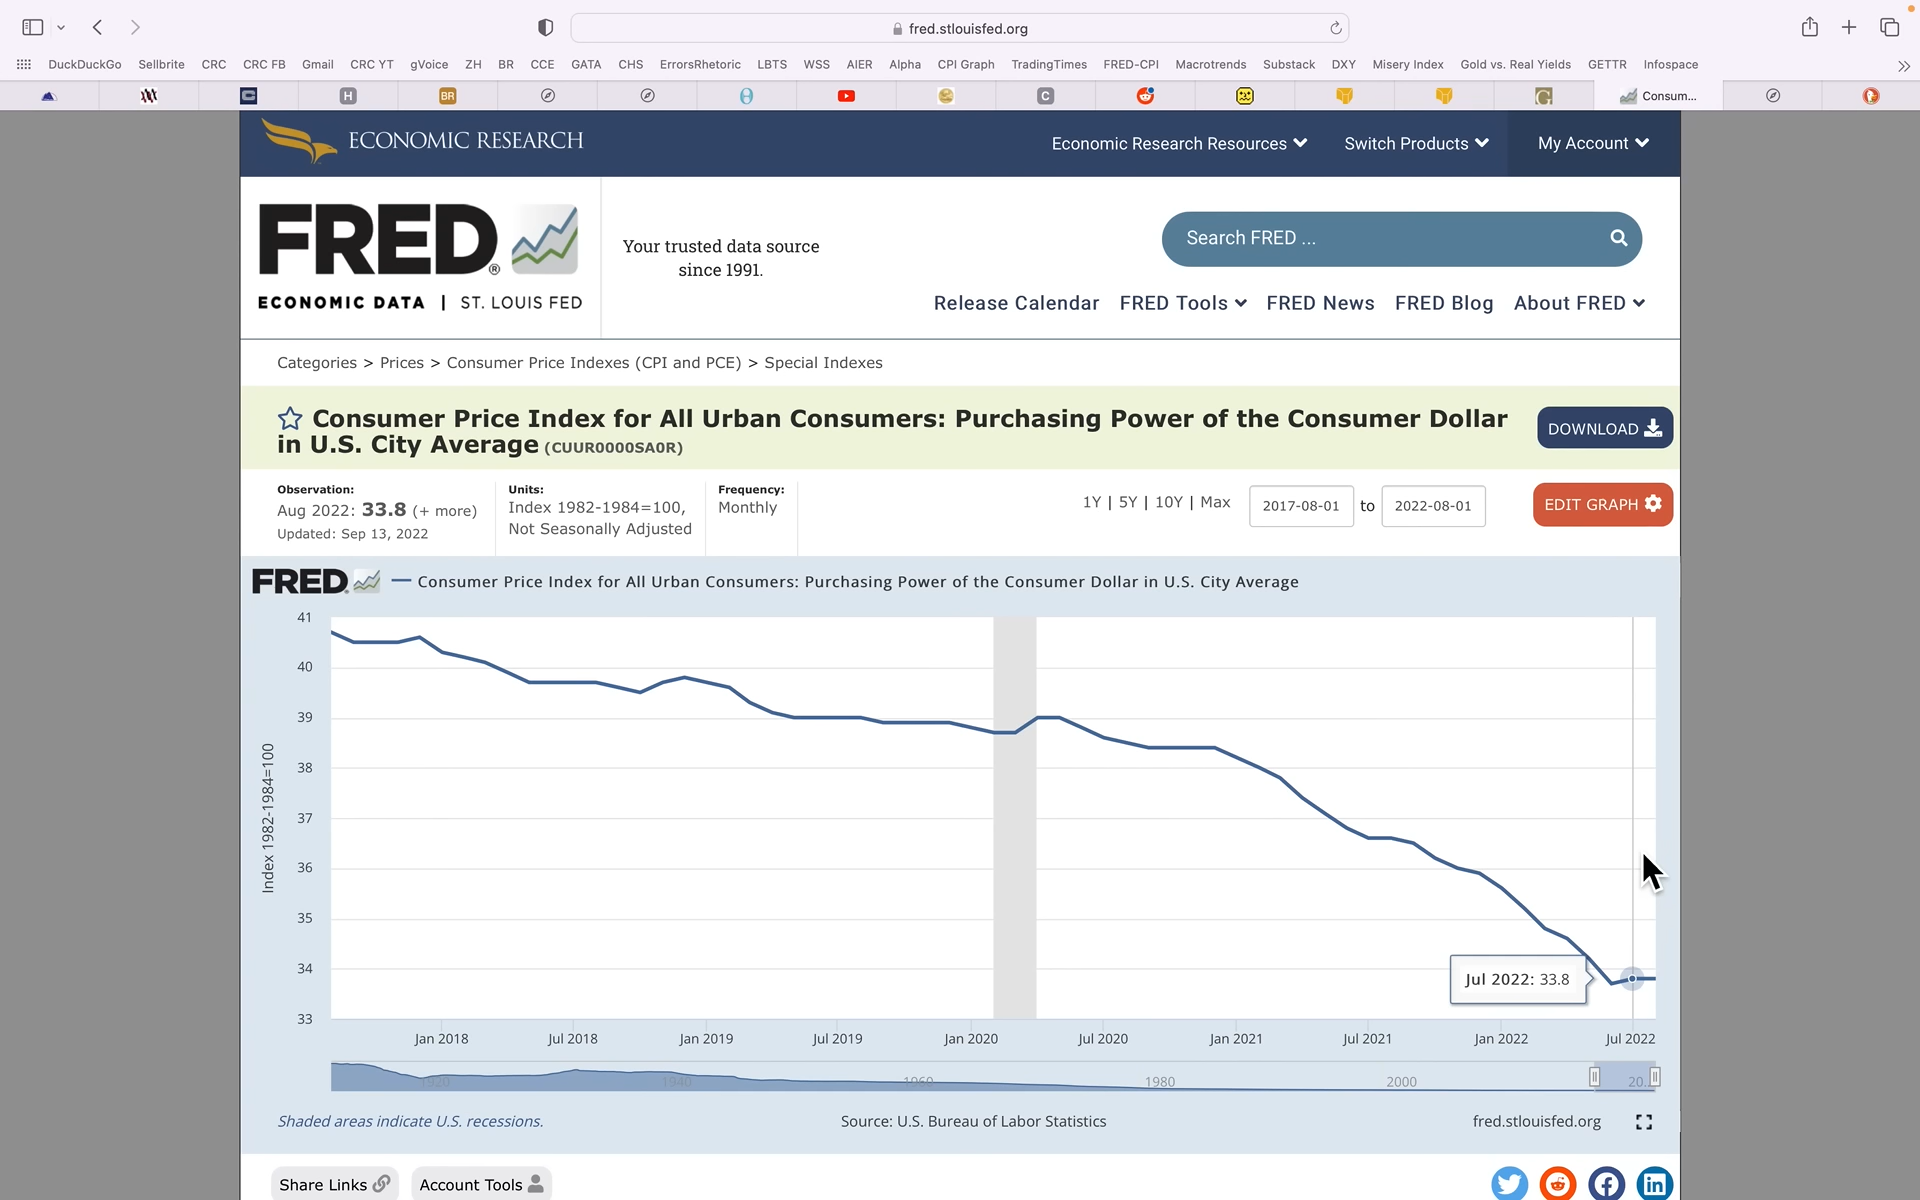 fred.stlouisfed.org
DuckDuckGo Sellbrite CRC CRC FB Gmail CRC YT gVoice ZH BR CCE GATA CHS ErrorsRhetoric LBTS WSS AIER Alpha CPI Graph TradingTimes FRED-CPI Macrotrends Substack DXY Misery Index Gold vs. Real Yields GETTR Infospace
H BR C Consum...
ECONOMIC RESEARCH Economic Research Resources Switch Products My Account
FRED® Your trusted data source
since 1991.
Search FRED ...
ECONOMIC DATA | ST. LOUIS FED
Release Calendar FRED Tools FRED News FRED Blog About FRED
Categories > Prices > Consumer Price Indexes (CPI and PCE) > Special Indexes
Consumer Price Index for All Urban Consumers: Purchasing Power of the Consumer Dollar
in U.S. City Average (CUUR0000SA0R)
DOWNLOAD
Observation:
Aug 2022: 33.8 (+ more)
Updated: Sep 13, 2022
Units:
Index 1982-1984=100,
Not Seasonally Adjusted
Frequency:
Monthly
1Y | 5Y | 10Y | Max 2017-08-01 to 2022-08-01
EDIT GRAPH
FRED Consumer Price Index for All Urban Consumers: Purchasing Power of the Consumer Dollar in U.S. City Average
41
40
39
38
37
36
35
34
33
Index 1982-1984=100
Jul 2022: 33.8
Jan 2018 Jul 2018 Jan 2019 Jul 2019 Jan 2020 Jul 2020 Jan 2021 Jul 2021 Jan 2022 Jul 2022
1920 1940 1960 1980 2000 20...
Shaded areas indicate U.S. recessions. Source: U.S. Bureau of Labor Statistics fred.stlouisfed.org
Share Links Account Tools